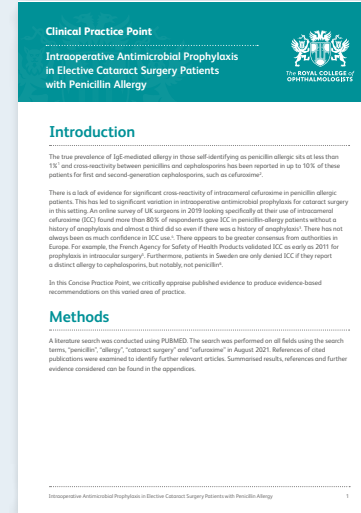 Clinical Practice Point
Intraoperative Antimicrobial Prophylaxis
in Elective Cataract Surgery Patients
with Penicillin Allergy
The ROYAL COLLEGE of
OPHTHALMOLOGISTS
Introduction
The true prevalence of IgE-mediated allergy in those self-identifying as penicillin allergic sits at less than
1%¹ and cross-reactivity between penicillins and cephalosporins has been reported in up to 10% of these
patients for first and second-generation cephalosporins, such as cefuroxime².
There is a lack of evidence for significant cross-reactivity of intracameral cefuroxime in penicillin allergic
patients. This has led to significant variation in intraoperative antimicrobial prophylaxis for cataract surgery
in this setting. An online survey of UK surgeons in 2019 looking specifically at their use of intracameral
cefuroxime (ICC) found more than 80% of respondents gave ICC in penicillin-allergy patients without a
history of anaphylaxis and almost a third did so even if there was a history of anaphylaxis³. There has not
always been as much confidence in ICC use.⁴. There appears to be greater consensus from authorities in
Europe. For example, the French Agency for Safety of Health Products validated ICC as early as 2011 for
prophylaxis in intraocular surgery⁵. Furthermore, patients in Sweden are only denied ICC if they report
a distinct allergy to cephalosporins, but notably, not penicillin⁶.
In this Concise Practice Point, we critically appraise published evidence to produce evidence-based
recommendations on this varied area of practice.
Methods
A literature search was conducted using PUBMED. The search was performed on all fields using the search
terms, "penicillin", "allergy", "cataract surgery" and "cefuroxime" in August 2021. References of cited
publications were examined to identify further relevant articles. Summarised results, references and further
evidence considered can be found in the appendices.
Intraoperative Antimicrobial Prophylaxis in Elective Cataract Surgery Patients with Penicillin Allergy 1